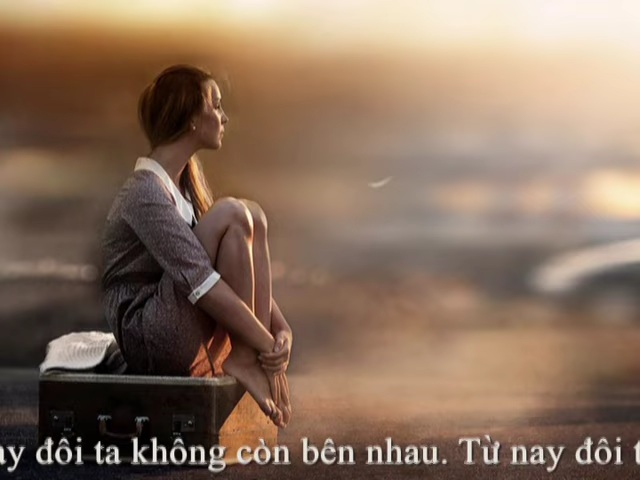 ay đôi ta không còn bên nhau. Từ nay đôi t